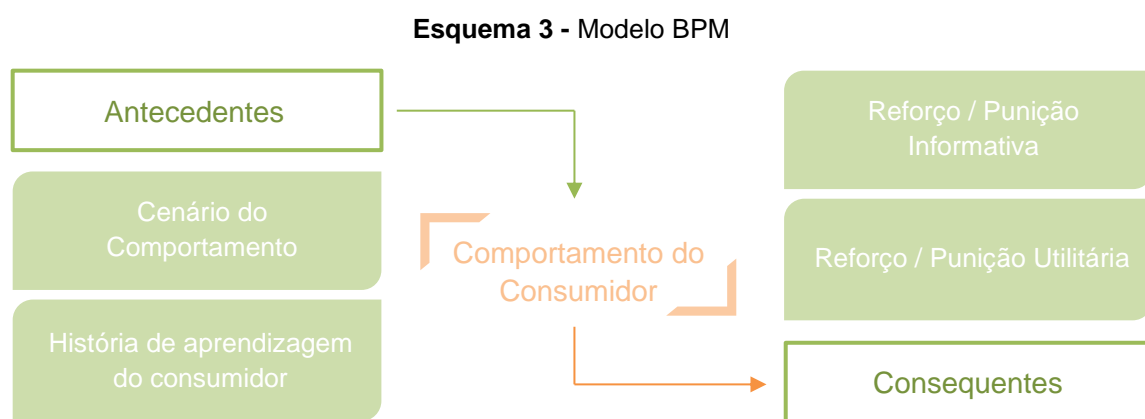 Esquema 3 - Modelo BPM
Antecedentes
Cenário do
Comportamento
História de aprendizagem
do consumidor
Comportamento do
Consumidor
Reforço / Punição
Informativa
Reforço / Punição Utilitária
Consequentes